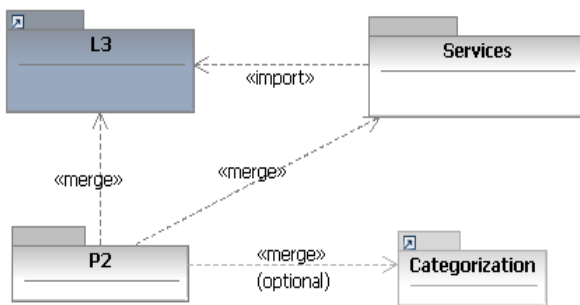 L3
Services
«import»
«merge»
«merge»
P2
«merge»
(optional)
Categorization